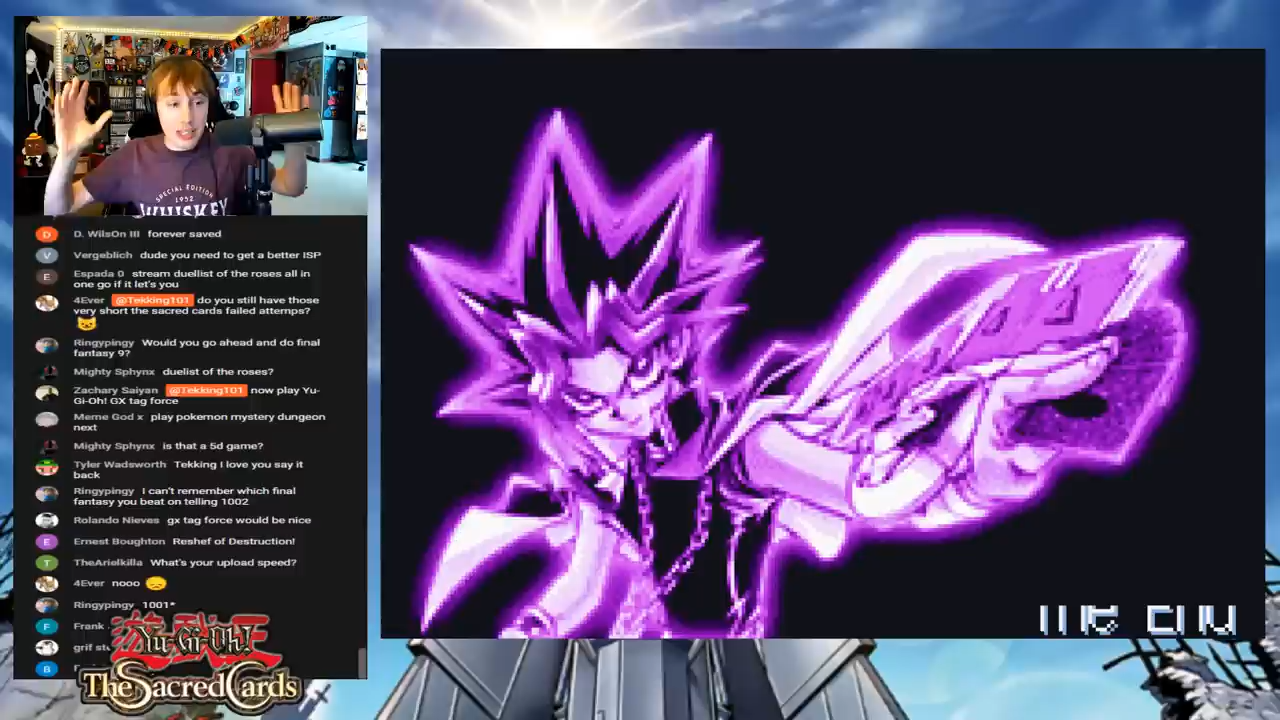 SPECIAL EDITION
1952
WHISKEY
D. WilsOn III forever saved
Vergeblich dude you need to get a better ISP
Espada 0 stream duellist of the roses all in
one go if it let's you
4Ever @Tekking101 do you still have those
very short the sacred cards failed attemps?
Ringypingy Would you go ahead and do final
fantasy 9?
Mighty Sphynx duelist of the roses?
Zachary Saiyan @Tekking101 now play Yu-
Gi-Oh! GX tag force
Meme God x play pokemon mystery dungeon
next
Mighty Sphynx is that a 5d game?
Tyler Wadsworth Tekking I love you say it
back
Ringypingy I can't remember which final
fantasy you beat on telling 1002
Rolando Nieves gx tag force would be nice
Ernest Boughton Reshef of Destruction!
TheArielkilla What's your upload speed?
4Ever nooo
Ringypingy 1001*
Frank
grif
遊戯王
Yu-Gi-Oh!
The Sacred Cards